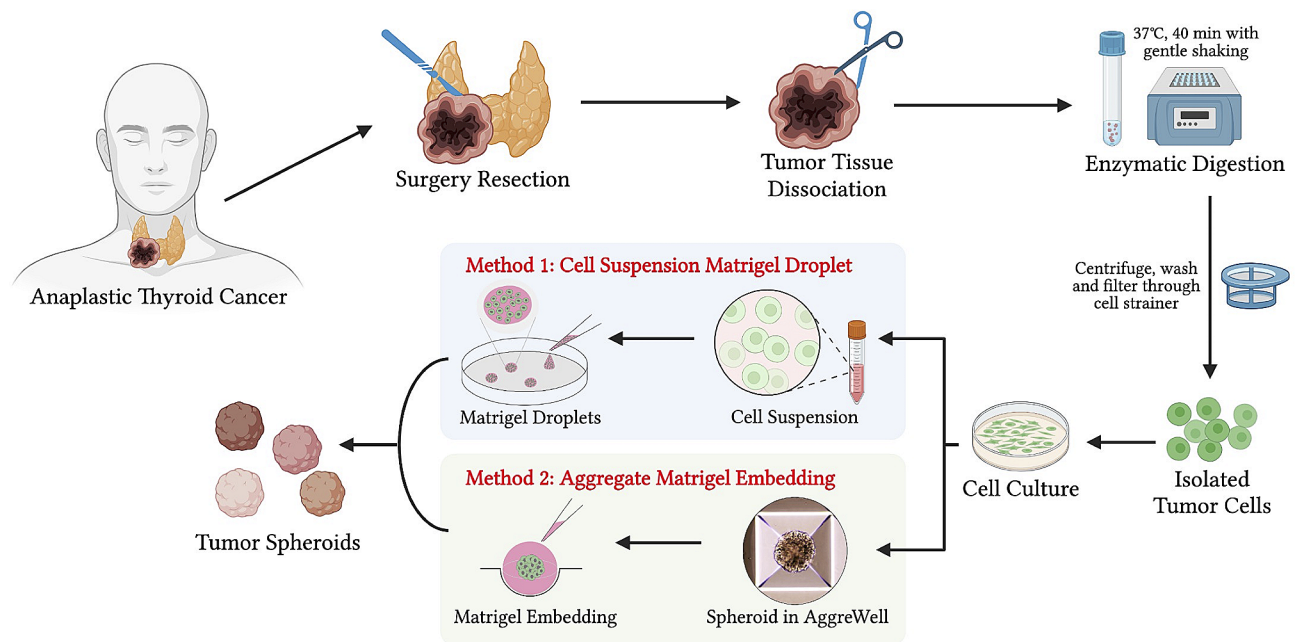 37℃, 40 min with
gentle shaking
Surgery Resection
Tumor Tissue
Dissociation
Enzymatic Digestion
Anaplastic Thyroid Cancer
Centrifuge, wash
and filter through
cell strainer
Method 1: Cell Suspension Matrigel Droplet
Matrigel Droplets
Cell Suspension
Method 2: Aggregate Matrigel Embedding
Matrigel Embedding
Spheroid in AggreWell
Cell Culture
Isolated
Tumor Cells
Tumor Spheroids